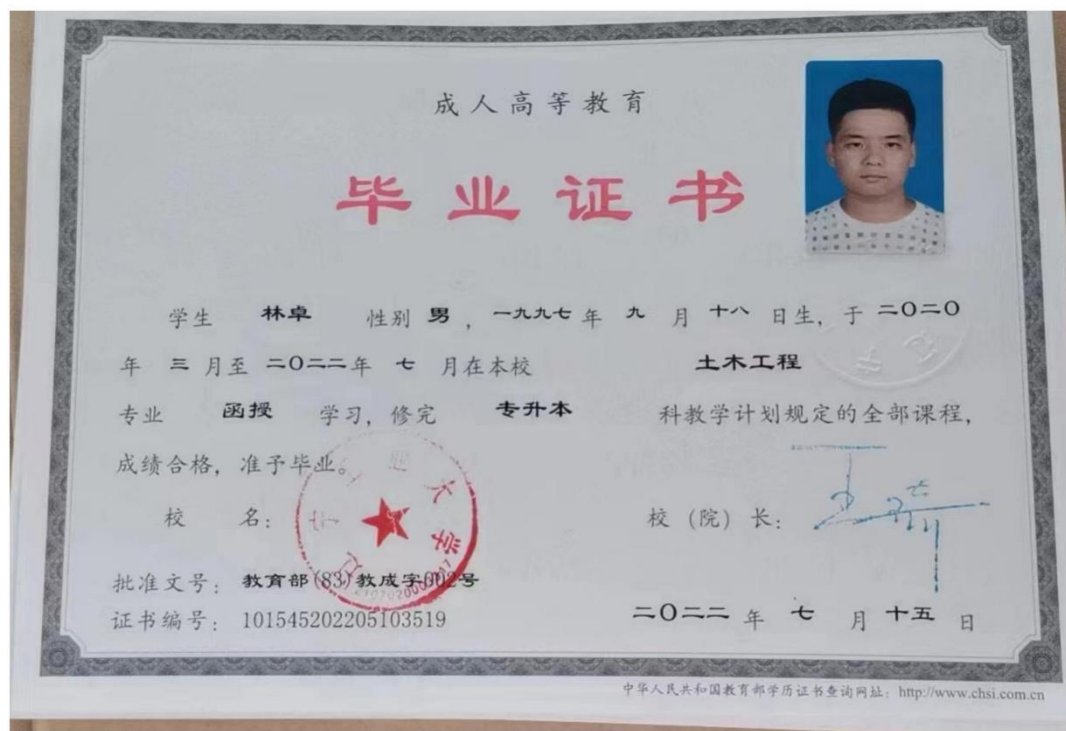 成人高等教育
毕业证书
学生 林卓 性别 男 ，一九九七 年 九 月 十八 日生，于 二〇二〇
年 三 月至 二〇二二年 七 月在本校 土木工程
专业 函授 学习，修完 专升本 科教学计划规定的全部课程，
成绩合格，准予毕业。
校 名： 校（院）长：
大学
批准文号： 教育部(83)教成字002号
证书编号： 101545202205103519 二〇二二 年 七 月 十五 日
中华人民共和国教育部学历证书查询网址： http://www.chsi.com.cn